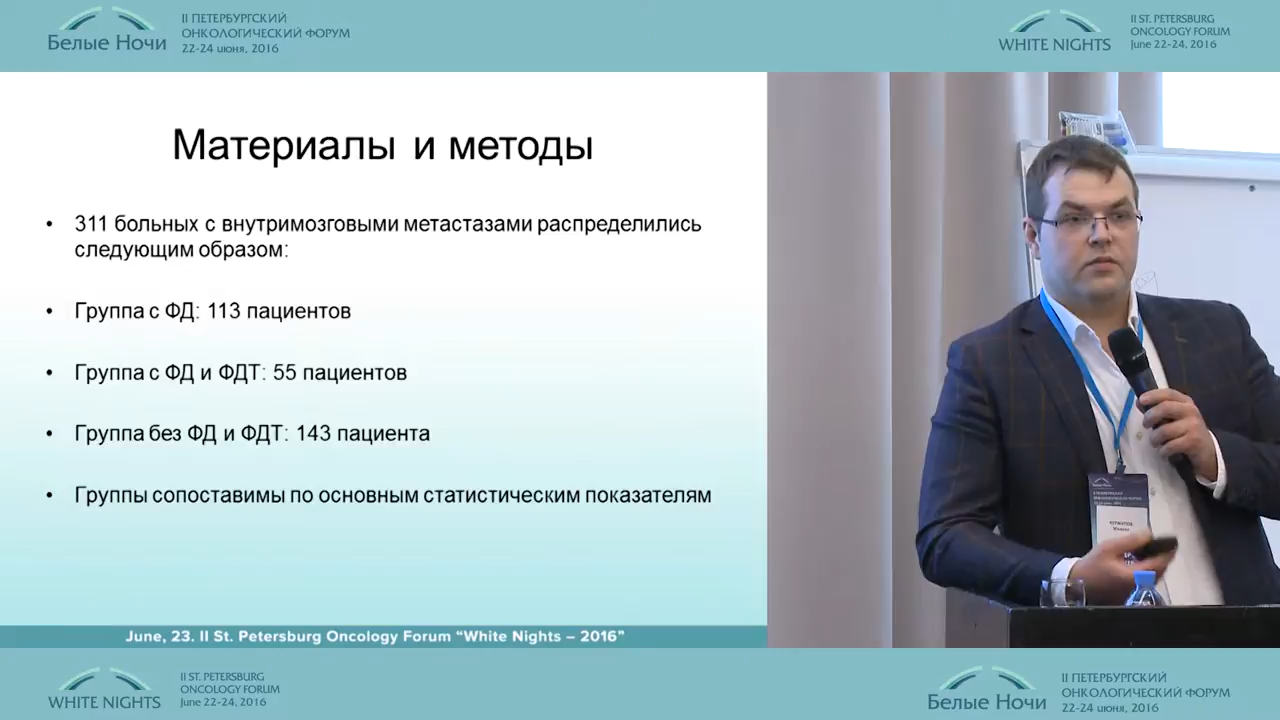 Белые Ночи
II ПЕТЕРБУРГСКИЙ
ОНКОЛОГИЧЕСКИЙ ФОРУМ
22-24 июня, 2016
WHITE NIGHTS
II ST. PETERSBURG
ONCOLOGY FORUM
June 22-24, 2016
Материалы и методы
• 311 больных с внутримозговыми метастазами распределились
следующим образом:
• Группа с ФД: 113 пациентов
• Группа с ФД и ФДТ: 55 пациентов
• Группа без ФД и ФДТ: 143 пациента
• Группы сопоставимы по основным статистическим показателям
June, 23. II St. Petersburg Oncology Forum “White Nights – 2016”
WHITE NIGHTS
II ST. PETERSBURG
ONCOLOGY FORUM
June 22-24, 2016
Белые Ночи
II ПЕТЕРБУРГСКИЙ
ОНКОЛОГИЧЕСКИЙ ФОРУМ
22-24 июня, 2016